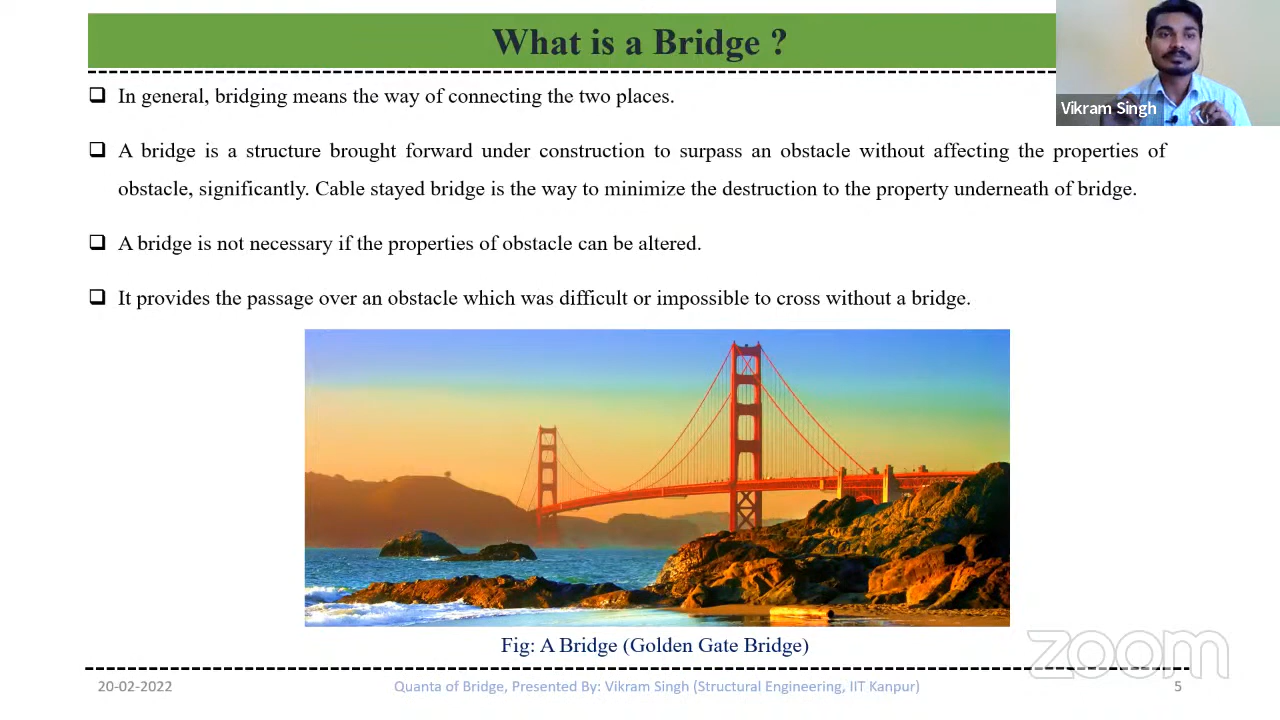 What is a Bridge ?
Vikram Singh
In general, bridging means the way of connecting the two places.
A bridge is a structure brought forward under construction to surpass an obstacle without affecting the properties of
obstacle, significantly. Cable stayed bridge is the way to minimize the destruction to the property underneath of bridge.
A bridge is not necessary if the properties of obstacle can be altered.
It provides the passage over an obstacle which was difficult or impossible to cross without a bridge.
Fig: A Bridge (Golden Gate Bridge)
zoom
20-02-2022 Quanta of Bridge, Presented By: Vikram Singh (Structural Engineering, IIT Kanpur) 5